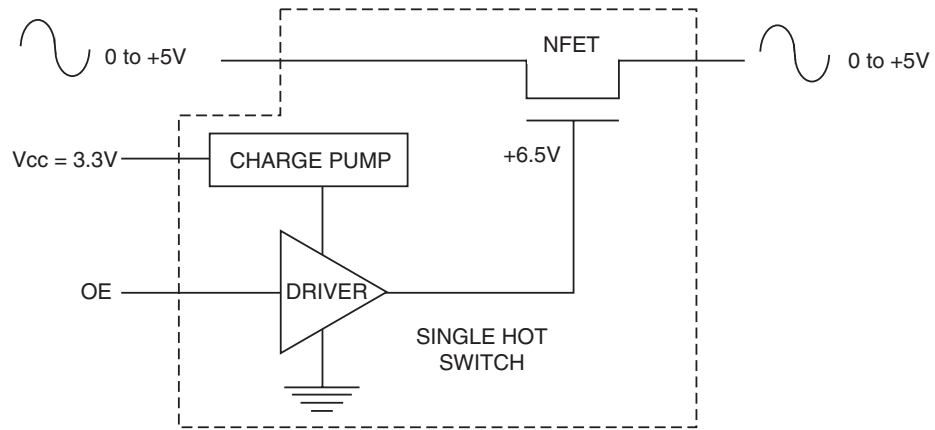 NFET
0 to +5V
0 to +5V
Vcc = 3.3V
CHARGE PUMP
+6.5V
OE
DRIVER
SINGLE HOT
SWITCH